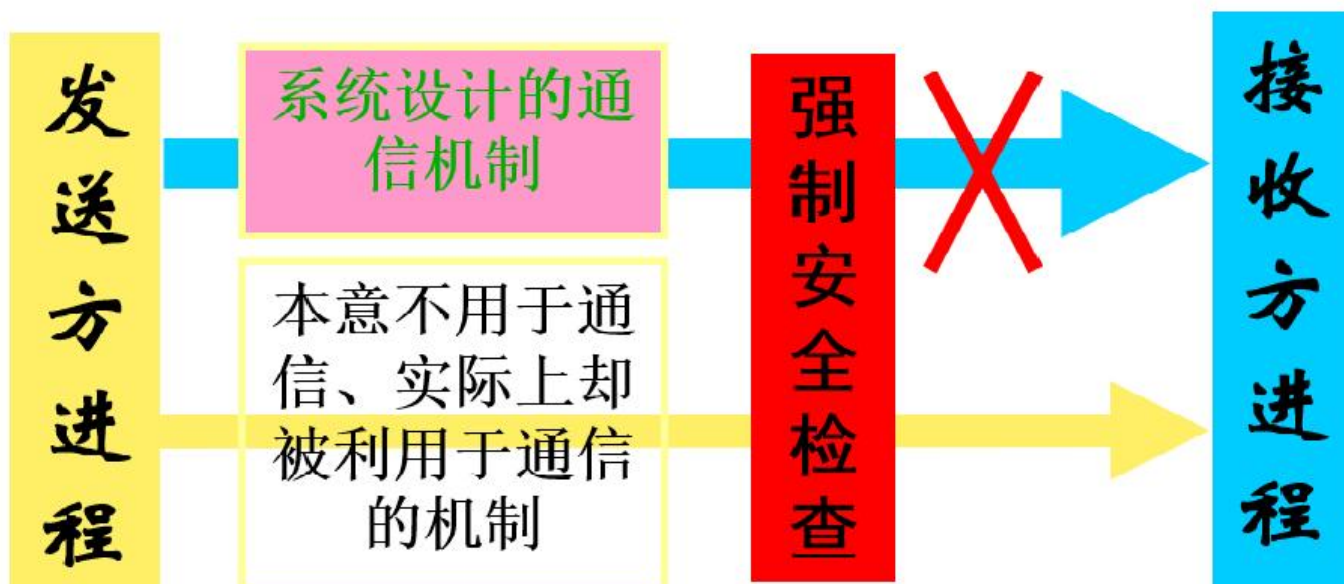 发送方进程
系统设计的通
信机制
本意不用于通
信、实际上却
被利用于通信
的机制
强制安全检查
接收方进程